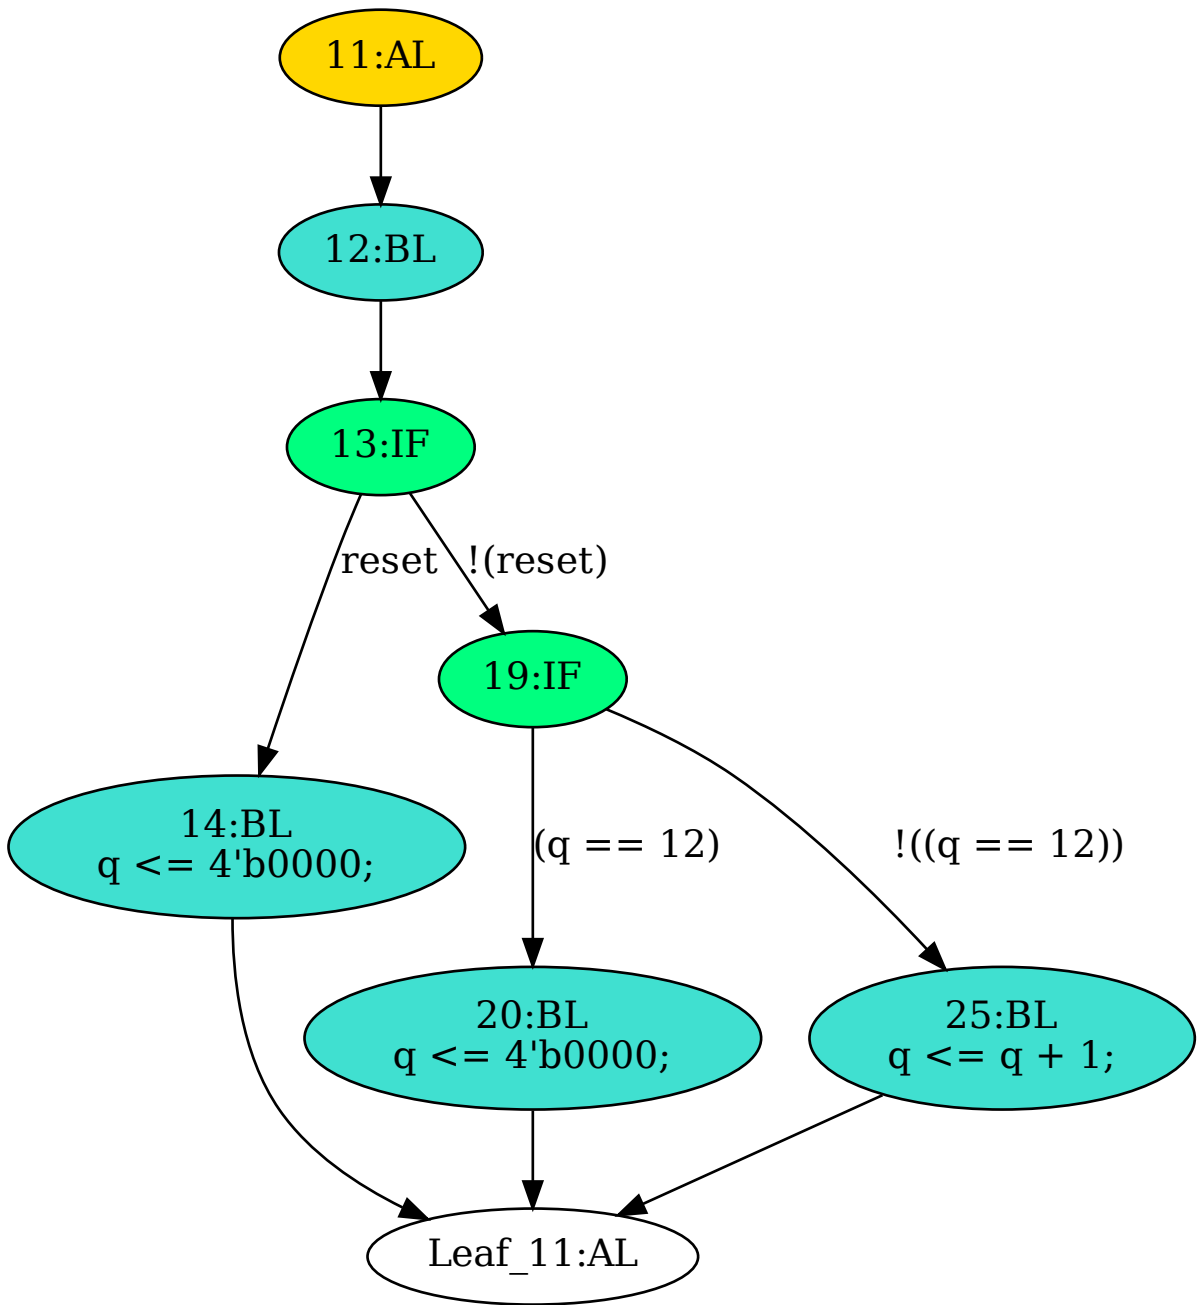 11:AL
12:BL
13:IF
reset
!(reset)
19:IF
14:BL
q <= 4'b0000;
(q == 12)
!((q == 12))
20:BL
q <= 4'b0000;
25:BL
q <= q + 1;
Leaf_11:AL